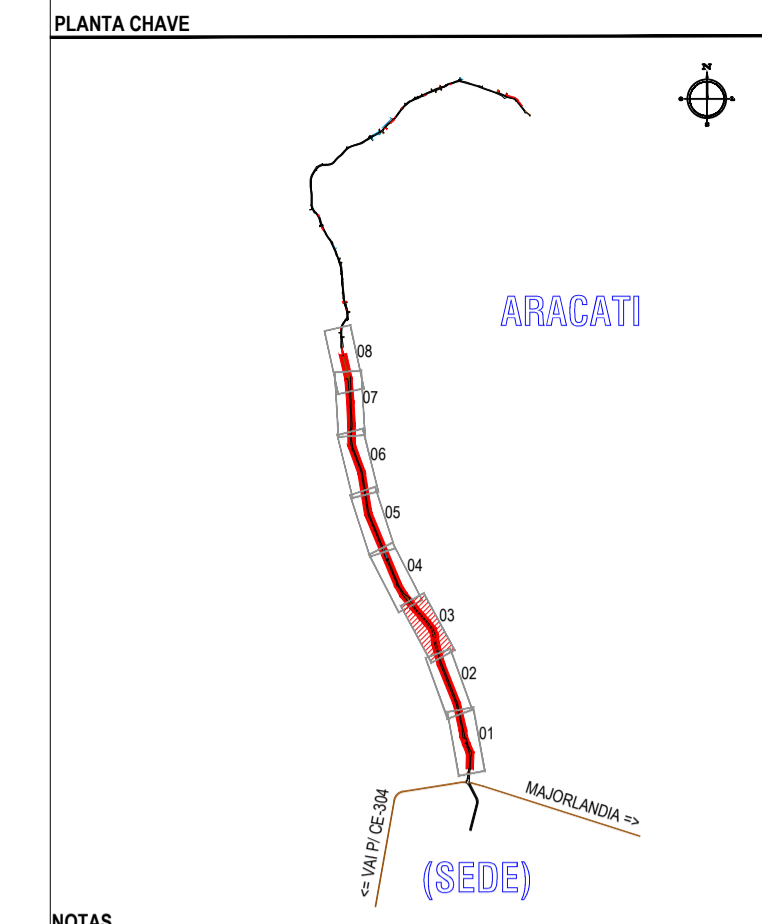 PLANTA CHAVE
N
ARACATI
08
07
06
05
04
03
02
01
MAJORLANDIA =>
<= VAI P/ CE-304
(SEDE)
NOTAS